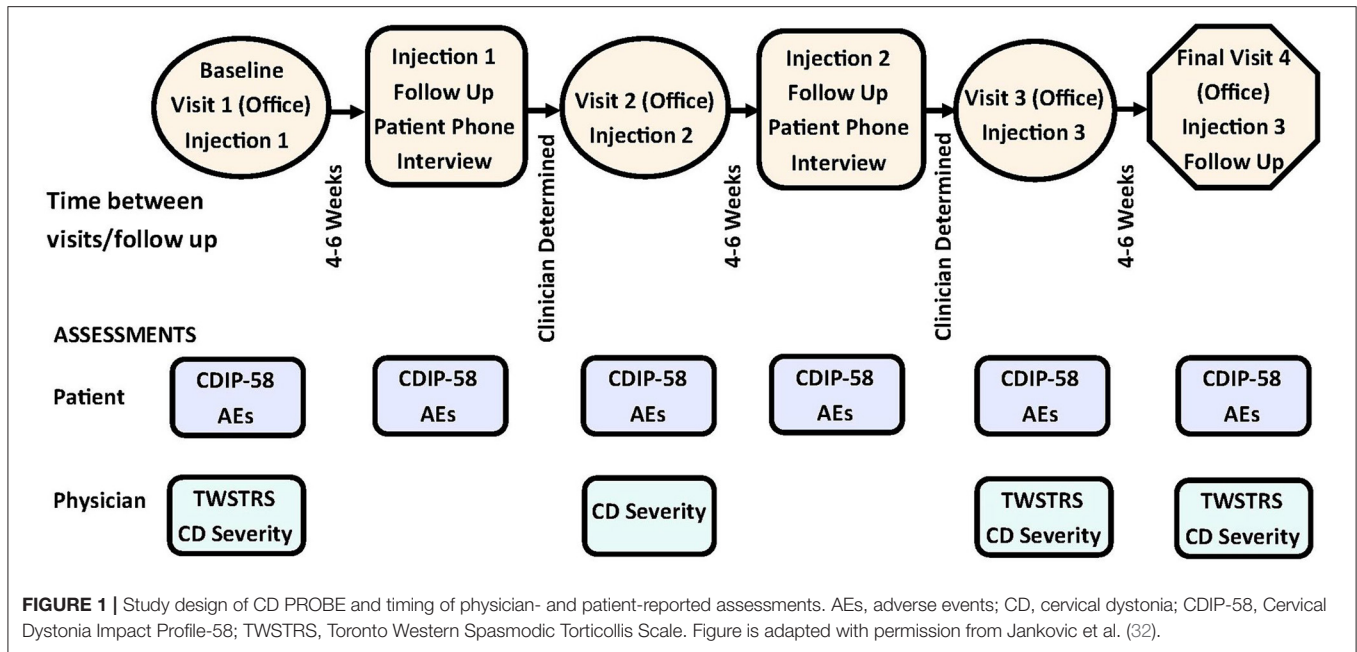 Baseline
Visit 1 (Office)
Injection 1
Injection 1
Follow Up
Patient Phone
Interview
Visit 2 (Office)
Injection 2
Injection 2
Follow Up
Patient Phone
Interview
Visit 3 (Office)
Injection 3
Final Visit 4
(Office)
Injection 3
Follow Up
Time between
visits/follow up
4-6 Weeks
Clinician Determined
4-6 Weeks
Clinician Determined
4-6 Weeks
ASSESSMENTS
Patient
CDIP-58
AEs
CDIP-58
AEs
CDIP-58
AEs
CDIP-58
AEs
CDIP-58
AEs
CDIP-58
AEs
Physician
TWSTRS
CD Severity
CD Severity
TWSTRS
CD Severity
TWSTRS
CD Severity
FIGURE 1 | Study design of CD PROBE and timing of physician- and patient-reported assessments. AEs, adverse events; CD, cervical dystonia; CDIP-58, Cervical
Dystonia Impact Profile-58; TWSTRS, Toronto Western Spasmodic Torticollis Scale. Figure is adapted with permission from Jankovic et al. (32).